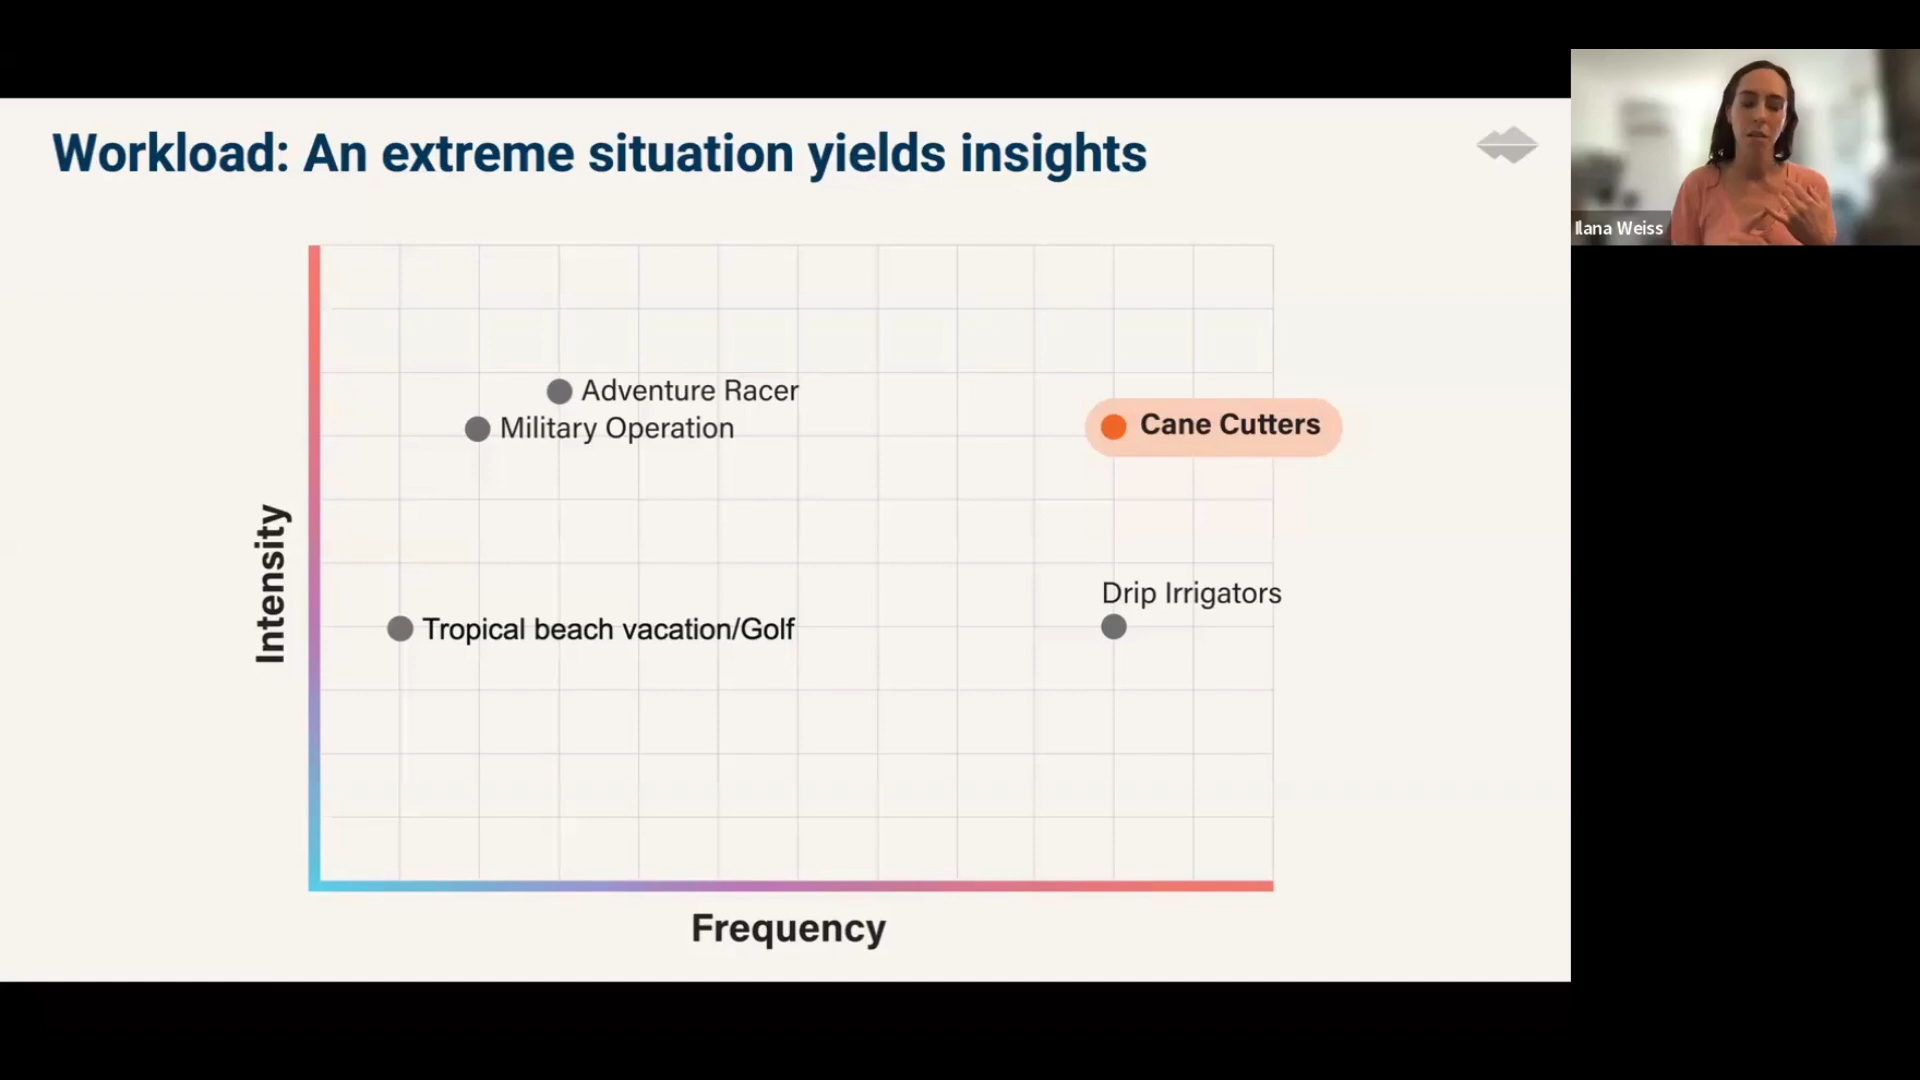 Workload: An extreme situation yields insights
Ilana Weiss
Adventure Racer
Military Operation
Cane Cutters
Drip Irrigators
Tropical beach vacation/Golf
Intensity
Frequency